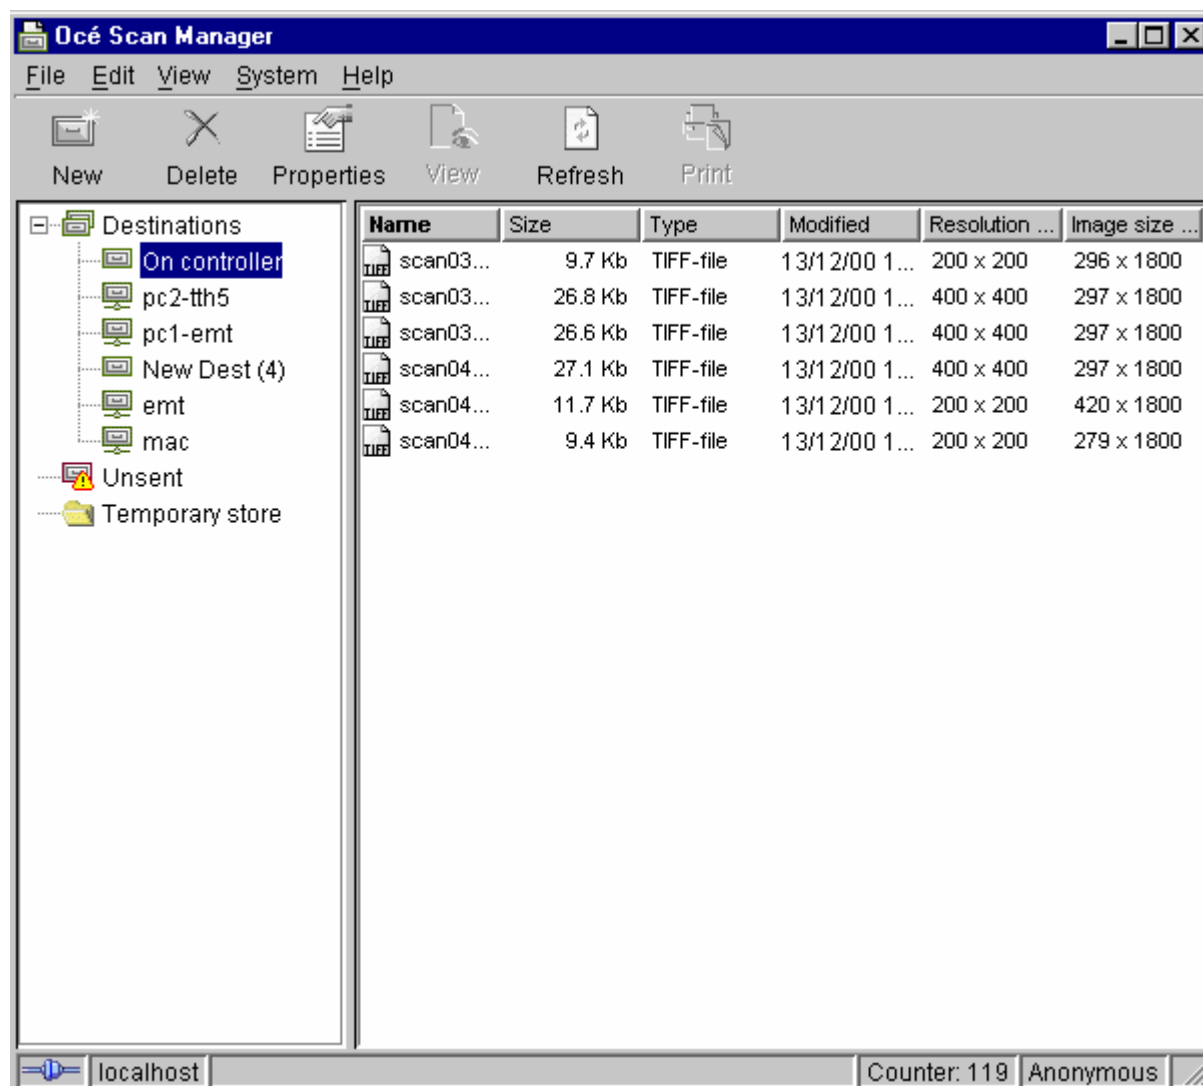 Océ Scan Manager
File Edit View System Help
New Delete Properties View Refresh Print
Destinations
On controller
pc2-tth5
pc1-emt
New Dest (4)
emt
mac
Unsent
Temporary store
Name Size Type Modified Resolution ... Image size ...
TIFF scan03... 9.7 Kb TIFF-file 13/12/00 1... 200 x 200 296 x 1800
TIFF scan03... 26.8 Kb TIFF-file 13/12/00 1... 400 x 400 297 x 1800
TIFF scan03... 26.6 Kb TIFF-file 13/12/00 1... 400 x 400 297 x 1800
TIFF scan04... 27.1 Kb TIFF-file 13/12/00 1... 400 x 400 297 x 1800
TIFF scan04... 11.7 Kb TIFF-file 13/12/00 1... 200 x 200 420 x 1800
TIFF scan04... 9.4 Kb TIFF-file 13/12/00 1... 200 x 200 279 x 1800
localhost Counter: 119 Anonymous